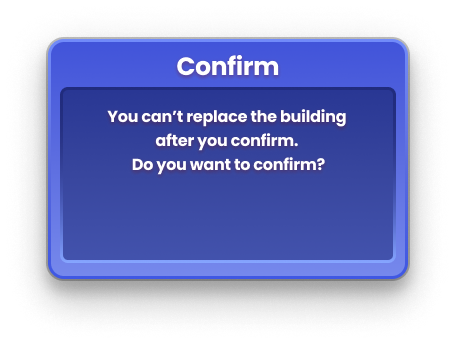 Confirm
You can’t replace the building
after you confirm.
Do you want to confirm?